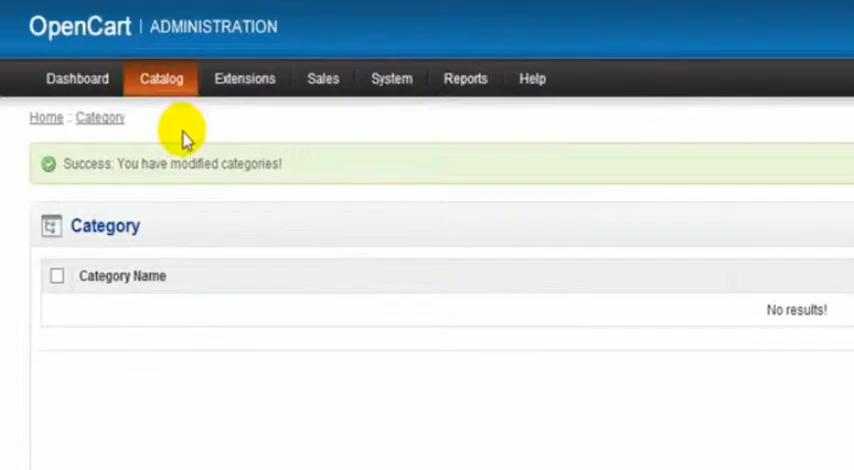 OpenCart | ADMINISTRATION
Dashboard Catalog Extensions Sales System Reports Help
Home :: Category
Success: You have modified categories!
Category
Category Name
No results!